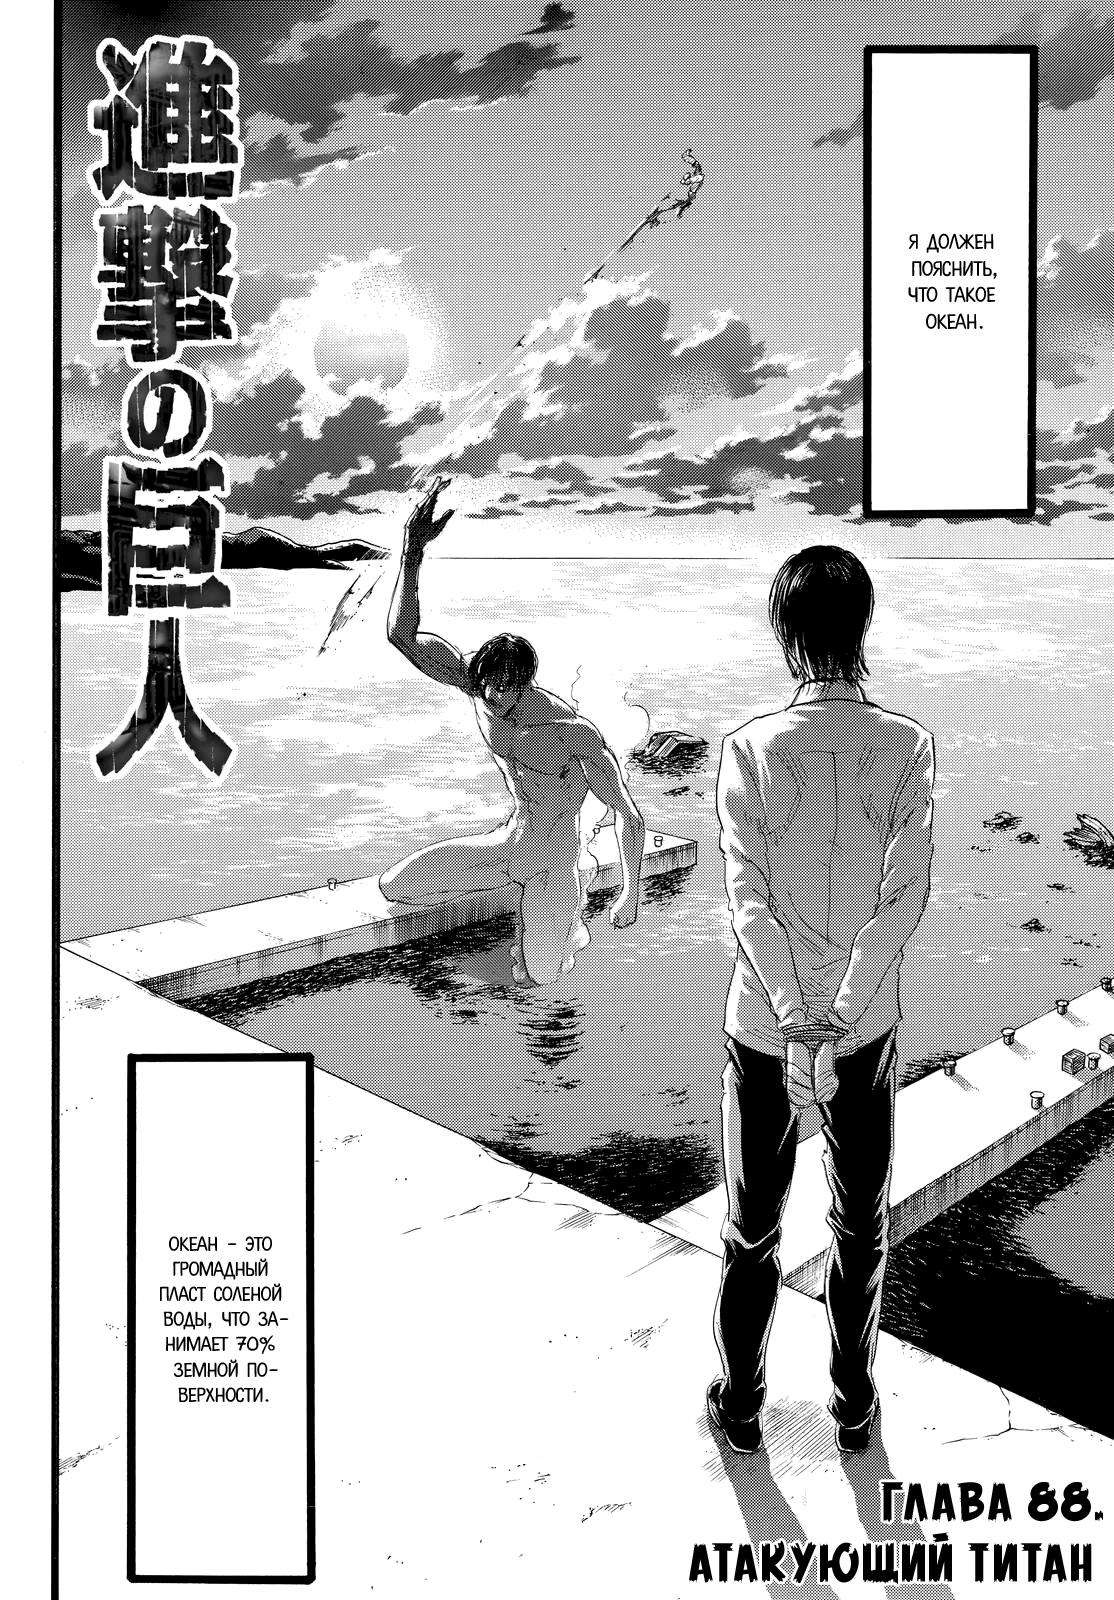 進撃の巨人
Я ДОЛЖЕН
ПОЯСНИТЬ,
ЧТО ТАКОЕ
ОКЕАН.
ОКЕАН - ЭТО
ГРОМАДНЫЙ
ПЛАСТ СОЛЕНОЙ
ВОДЫ, ЧТО ЗА-
НИМАЕТ 70%
ЗЕМНОЙ ПО-
ВЕРХНОСТИ.
ГЛАВА 88.
АТАКУЮЩИЙ ТИТАН